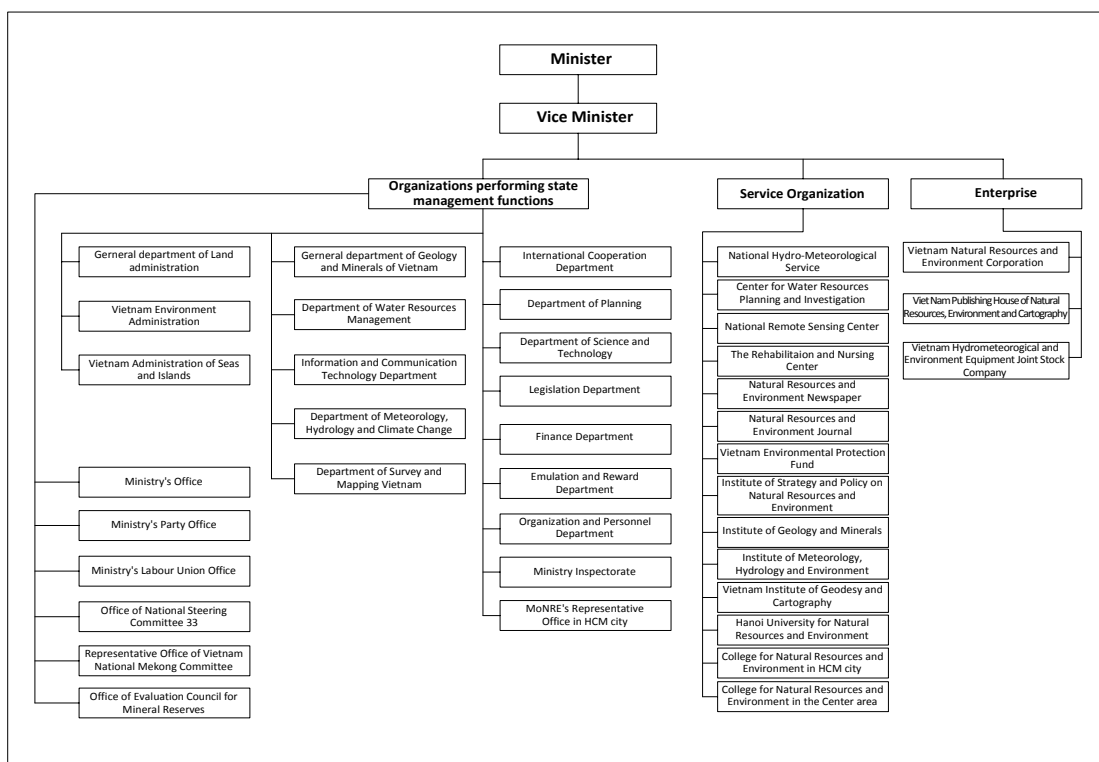 Minister
Vice Minister
Organizations performing state
management functions
Service Organization
Enterprise
Gerneral department of Land
administration
Vietnam Environment
Administration
Vietnam Administration of Seas
and Islands
Ministry's Office
Ministry's Party Office
Ministry's Labour Union Office
Office of National Steering
Committee 33
Representative Office of Vietnam
National Mekong Committee
Office of Evaluation Council for
Mineral Reserves
Gerneral department of Geology
and Minerals of Vietnam
Department of Water Resources
Management
Information and Communication
Technology Department
Department of Meteorology,
Hydrology and Climate Change
Department of Survey and
Mapping Vietnam
International Cooperation
Department
Department of Planning
Department of Science and
Technology
Legislation Department
Finance Department
Emulation and Reward
Department
Organization and Personnel
Department
Ministry Inspectorate
MoNRE's Representative
Office in HCM city
National Hydro-Meteorological
Service
Center for Water Resources
Planning and Investigation
National Remote Sensing Center
The Rehabilitaion and Nursing
Center
Natural Resources and
Environment Newspaper
Natural Resources and
Environment Journal
Vietnam Environmental Protection
Fund
Institute of Strategy and Policy on
Natural Resources and
Environment
Institute of Geology and Minerals
Institute of Meteorology,
Hydrology and Environment
Vietnam Institute of Geodesy and
Cartography
Hanoi University for Natural
Resources and Environment
College for Natural Resources and
Environment in HCM city
College for Natural Resources and
Environment in the Center area
Vietnam Natural Resources and
Environment Corporation
Viet Nam Publishing House of Natural
Resources, Environment and Cartography
Vietnam Hydrometeorogical and
Environment Equipment Joint Stock
Company